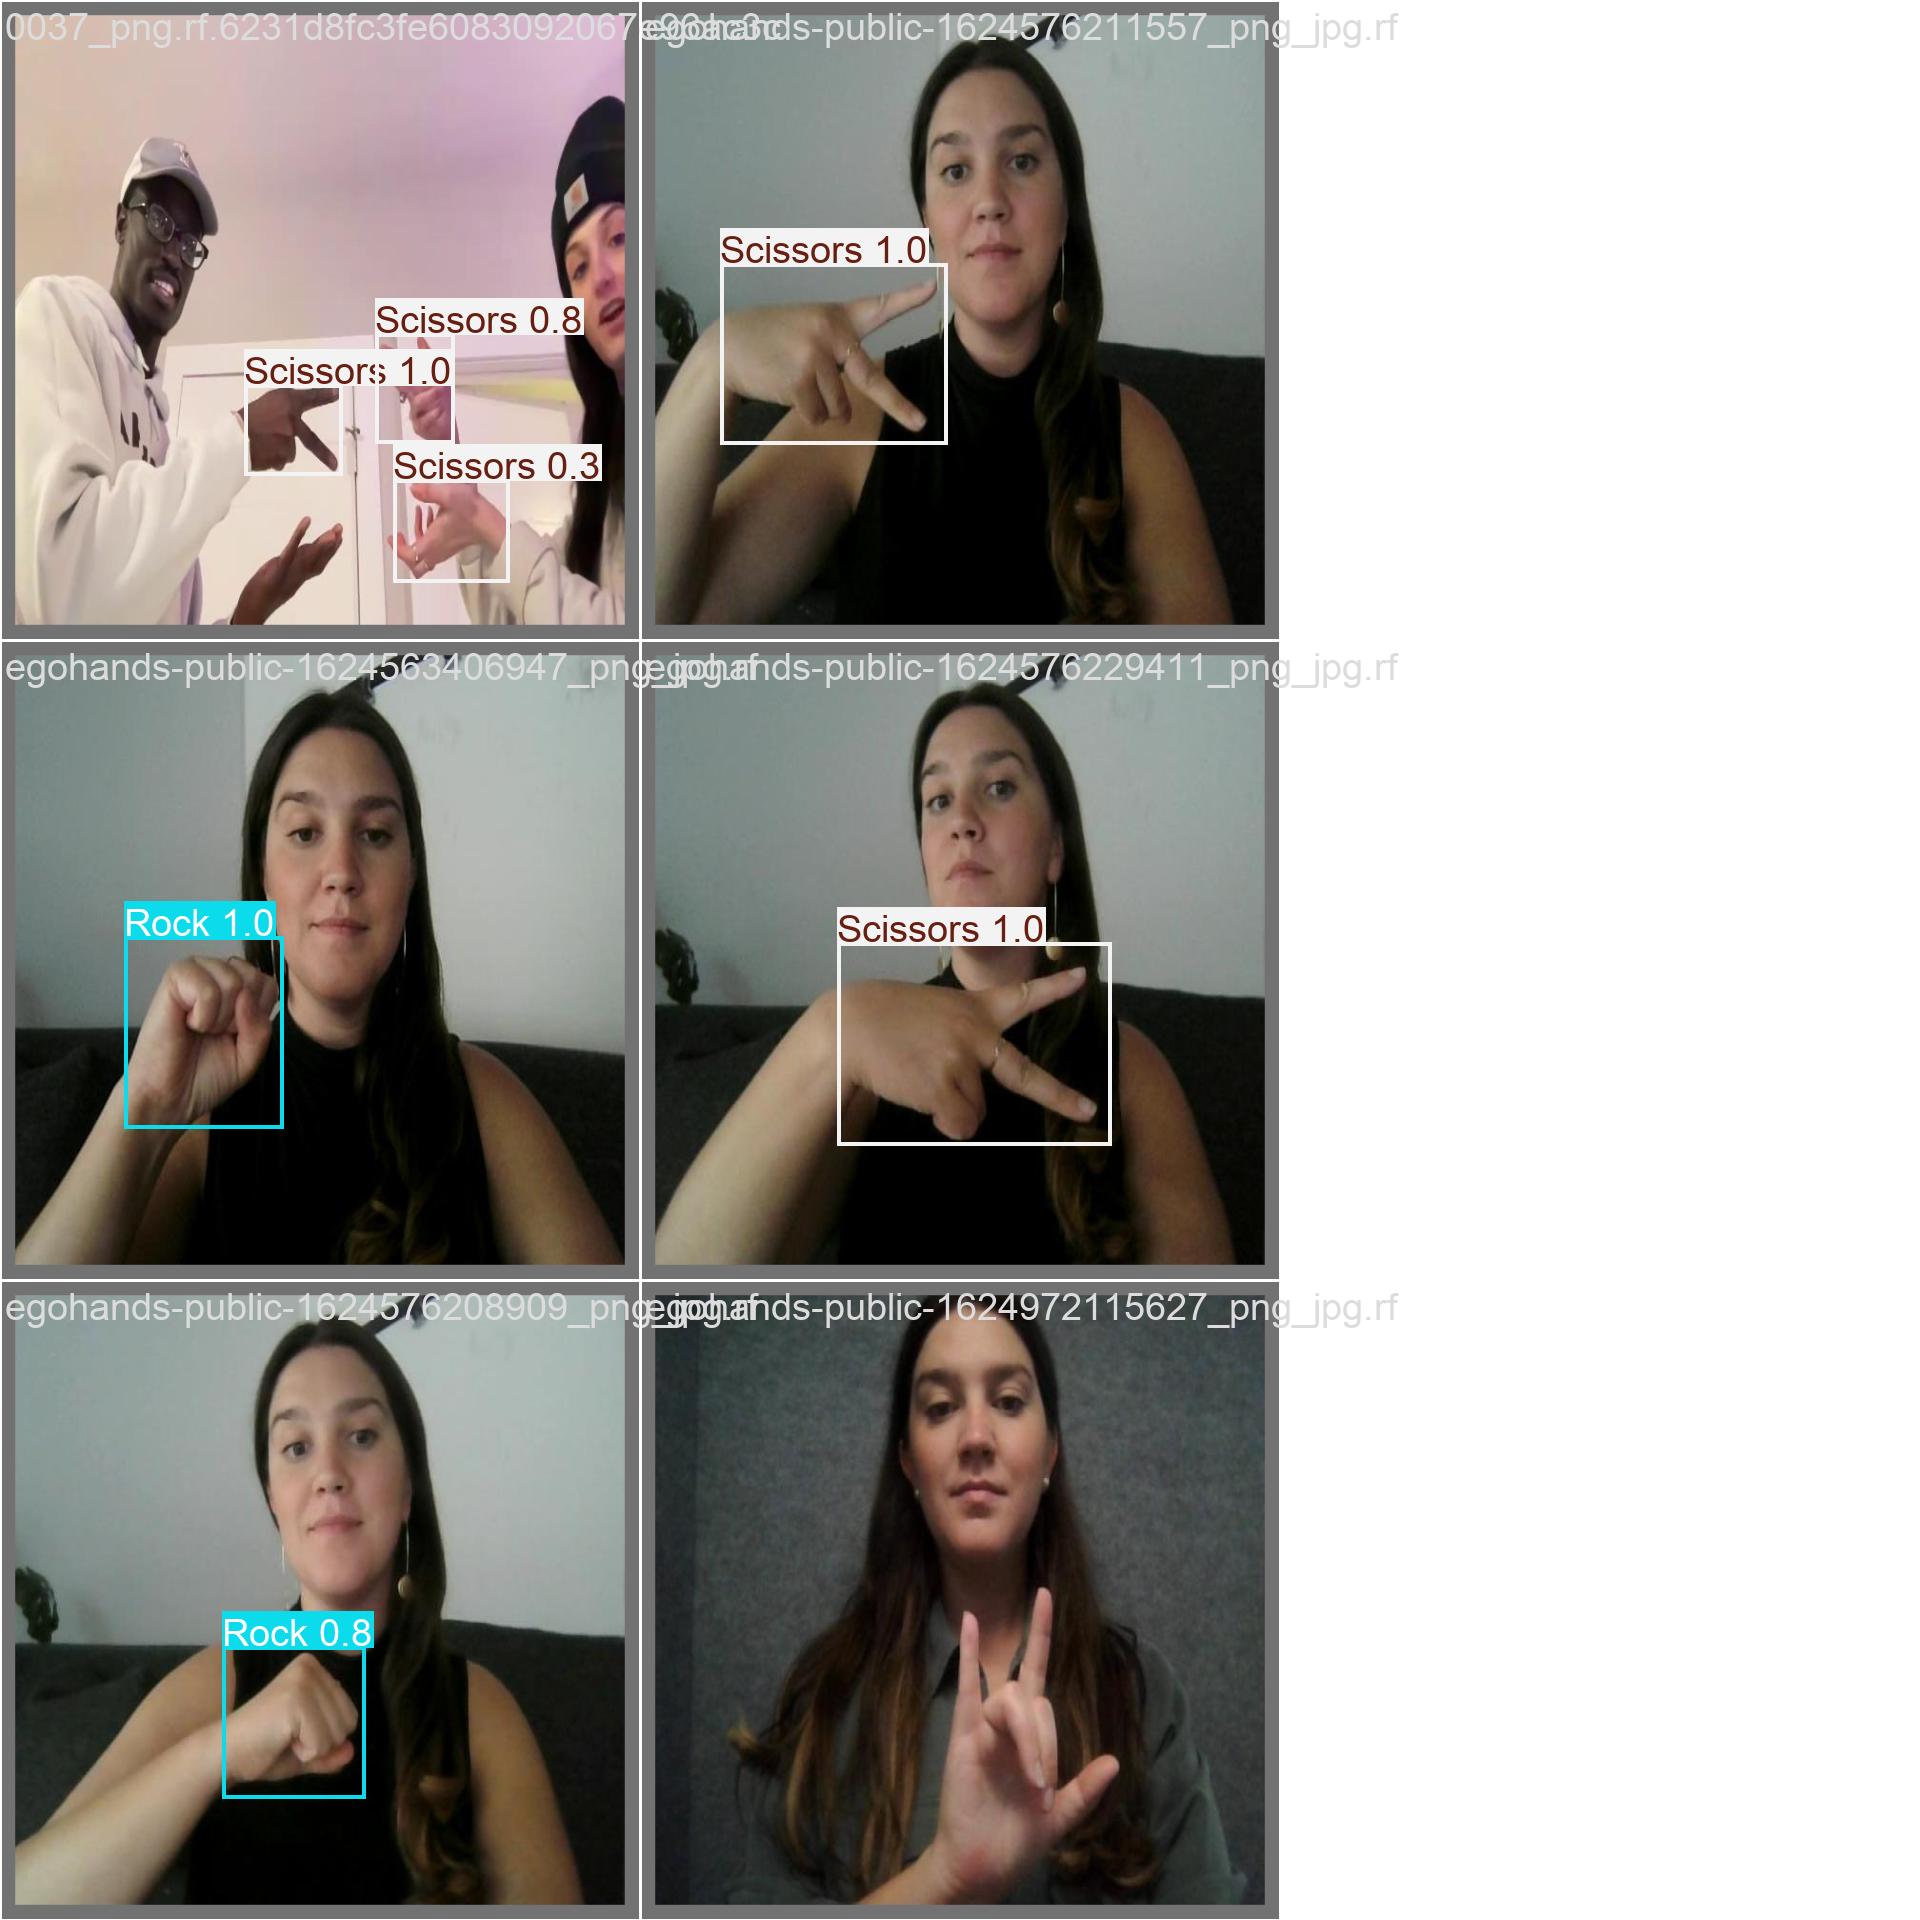 0037_png.rf.6231d8fc3fe6083092067
egohands-public-1624576211557_png_jpg.rf
Scissors 1.0
Scissors 0.8
Scissors 1.0
Scissors 0.3
egohands-public-1624563406947_png_jpg.rf
egohands-public-1624576229411_png_jpg.rf
Rock 1.0
Scissors 1.0
egohands-public-1624576208909_png_jpg.rf
egohands-public-1624972115627_png_jpg.rf
Rock 0.8